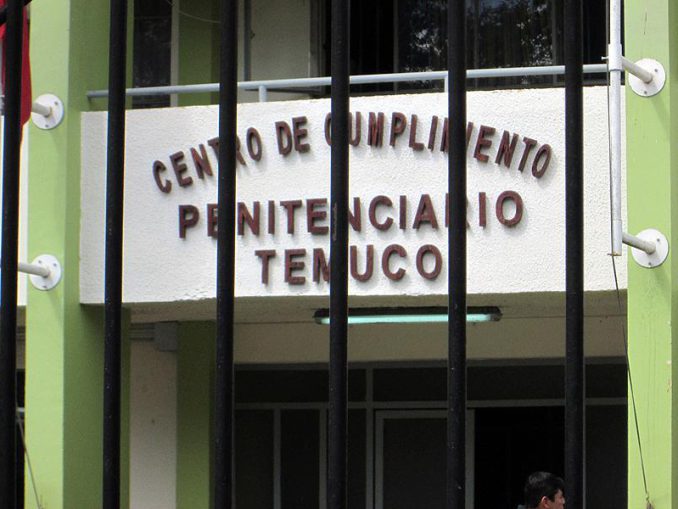 CENTRO DE CUMPLIMIENTO
PENITENCIARIO
TEMUCO